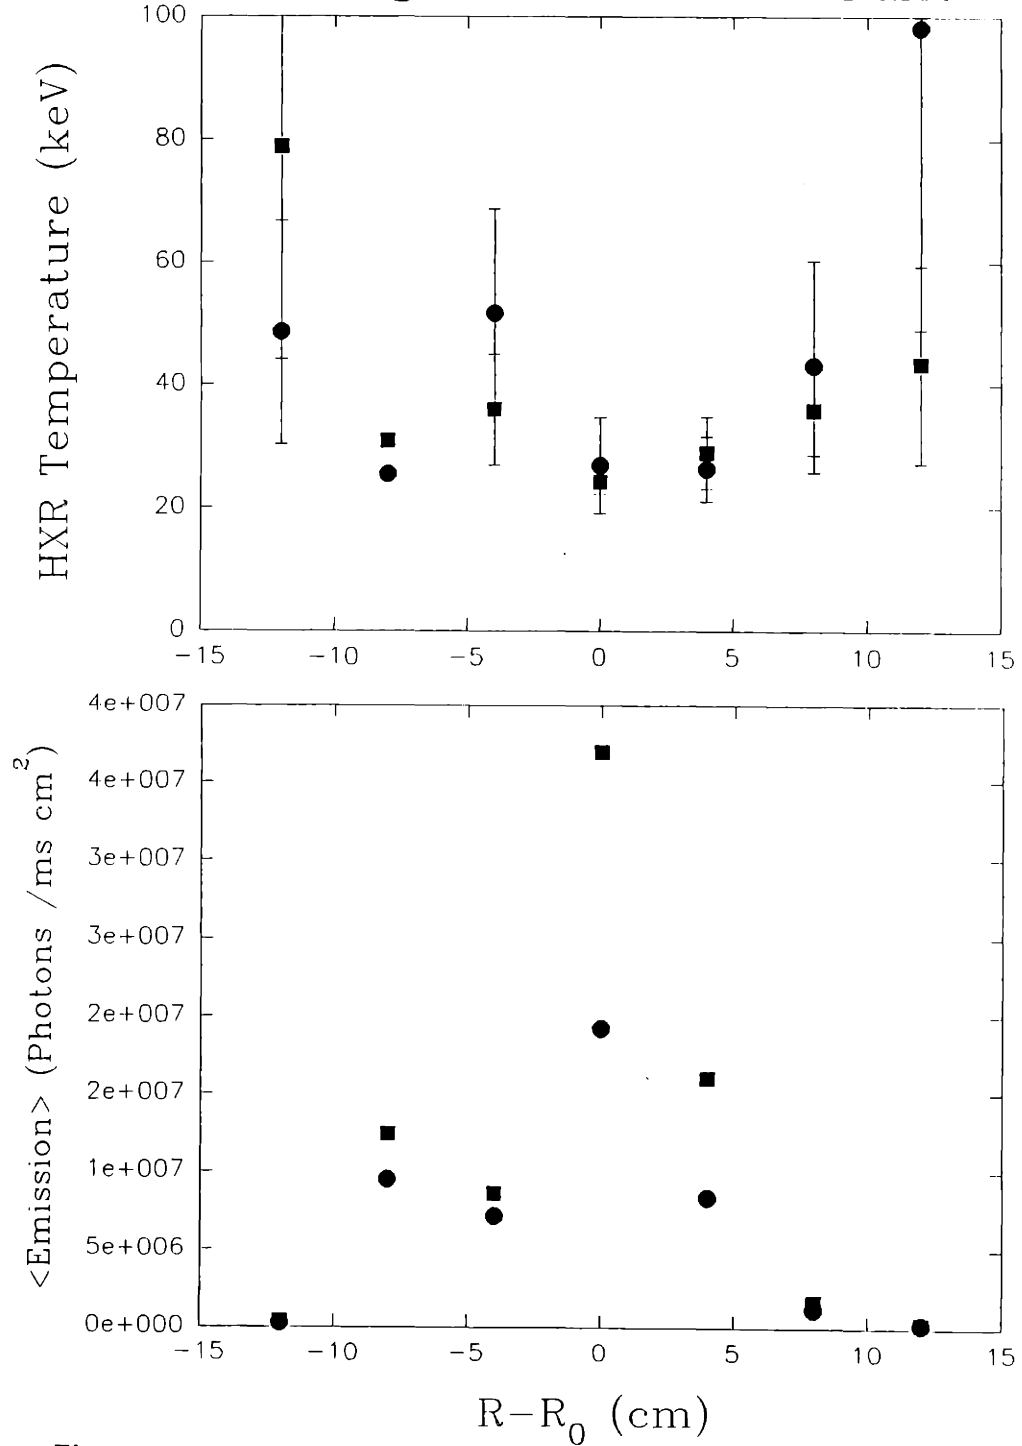 HXR Temperature (keV)
100
80
60
40
20
0
−15 −10 −5 0 5 10 15
<Emission> (Photons /ms cm²)
4e+007
4e+007
3e+007
3e+007
2e+007
2e+007
1e+007
5e+006
0e+000
−15 −10 −5 0 5 10 15
R−R₀ (cm)